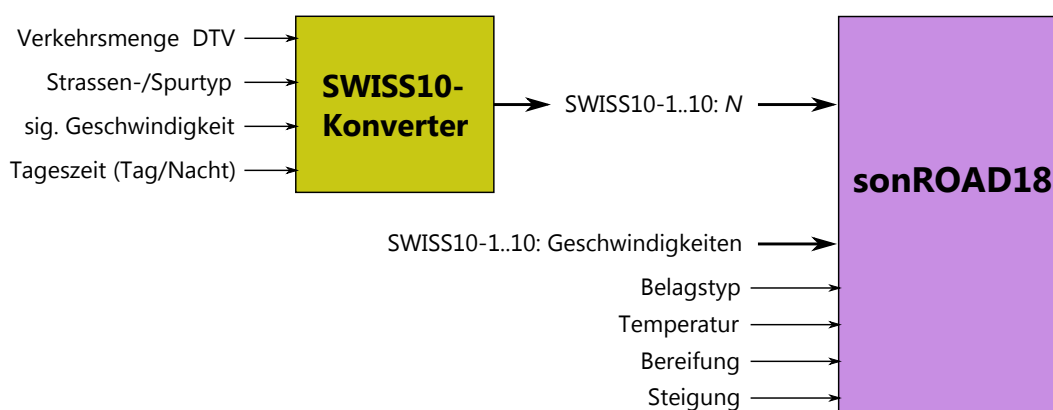 Verkehrsmenge DTV
Strassen-/Spurtyp
sig. Geschwindigkeit
Tageszeit (Tag/Nacht)
SWISS10-
Konverter
SWISS10-1..10: N
sonROAD18
SWISS10-1..10: Geschwindigkeiten
Belagstyp
Temperatur
Bereifung
Steigung